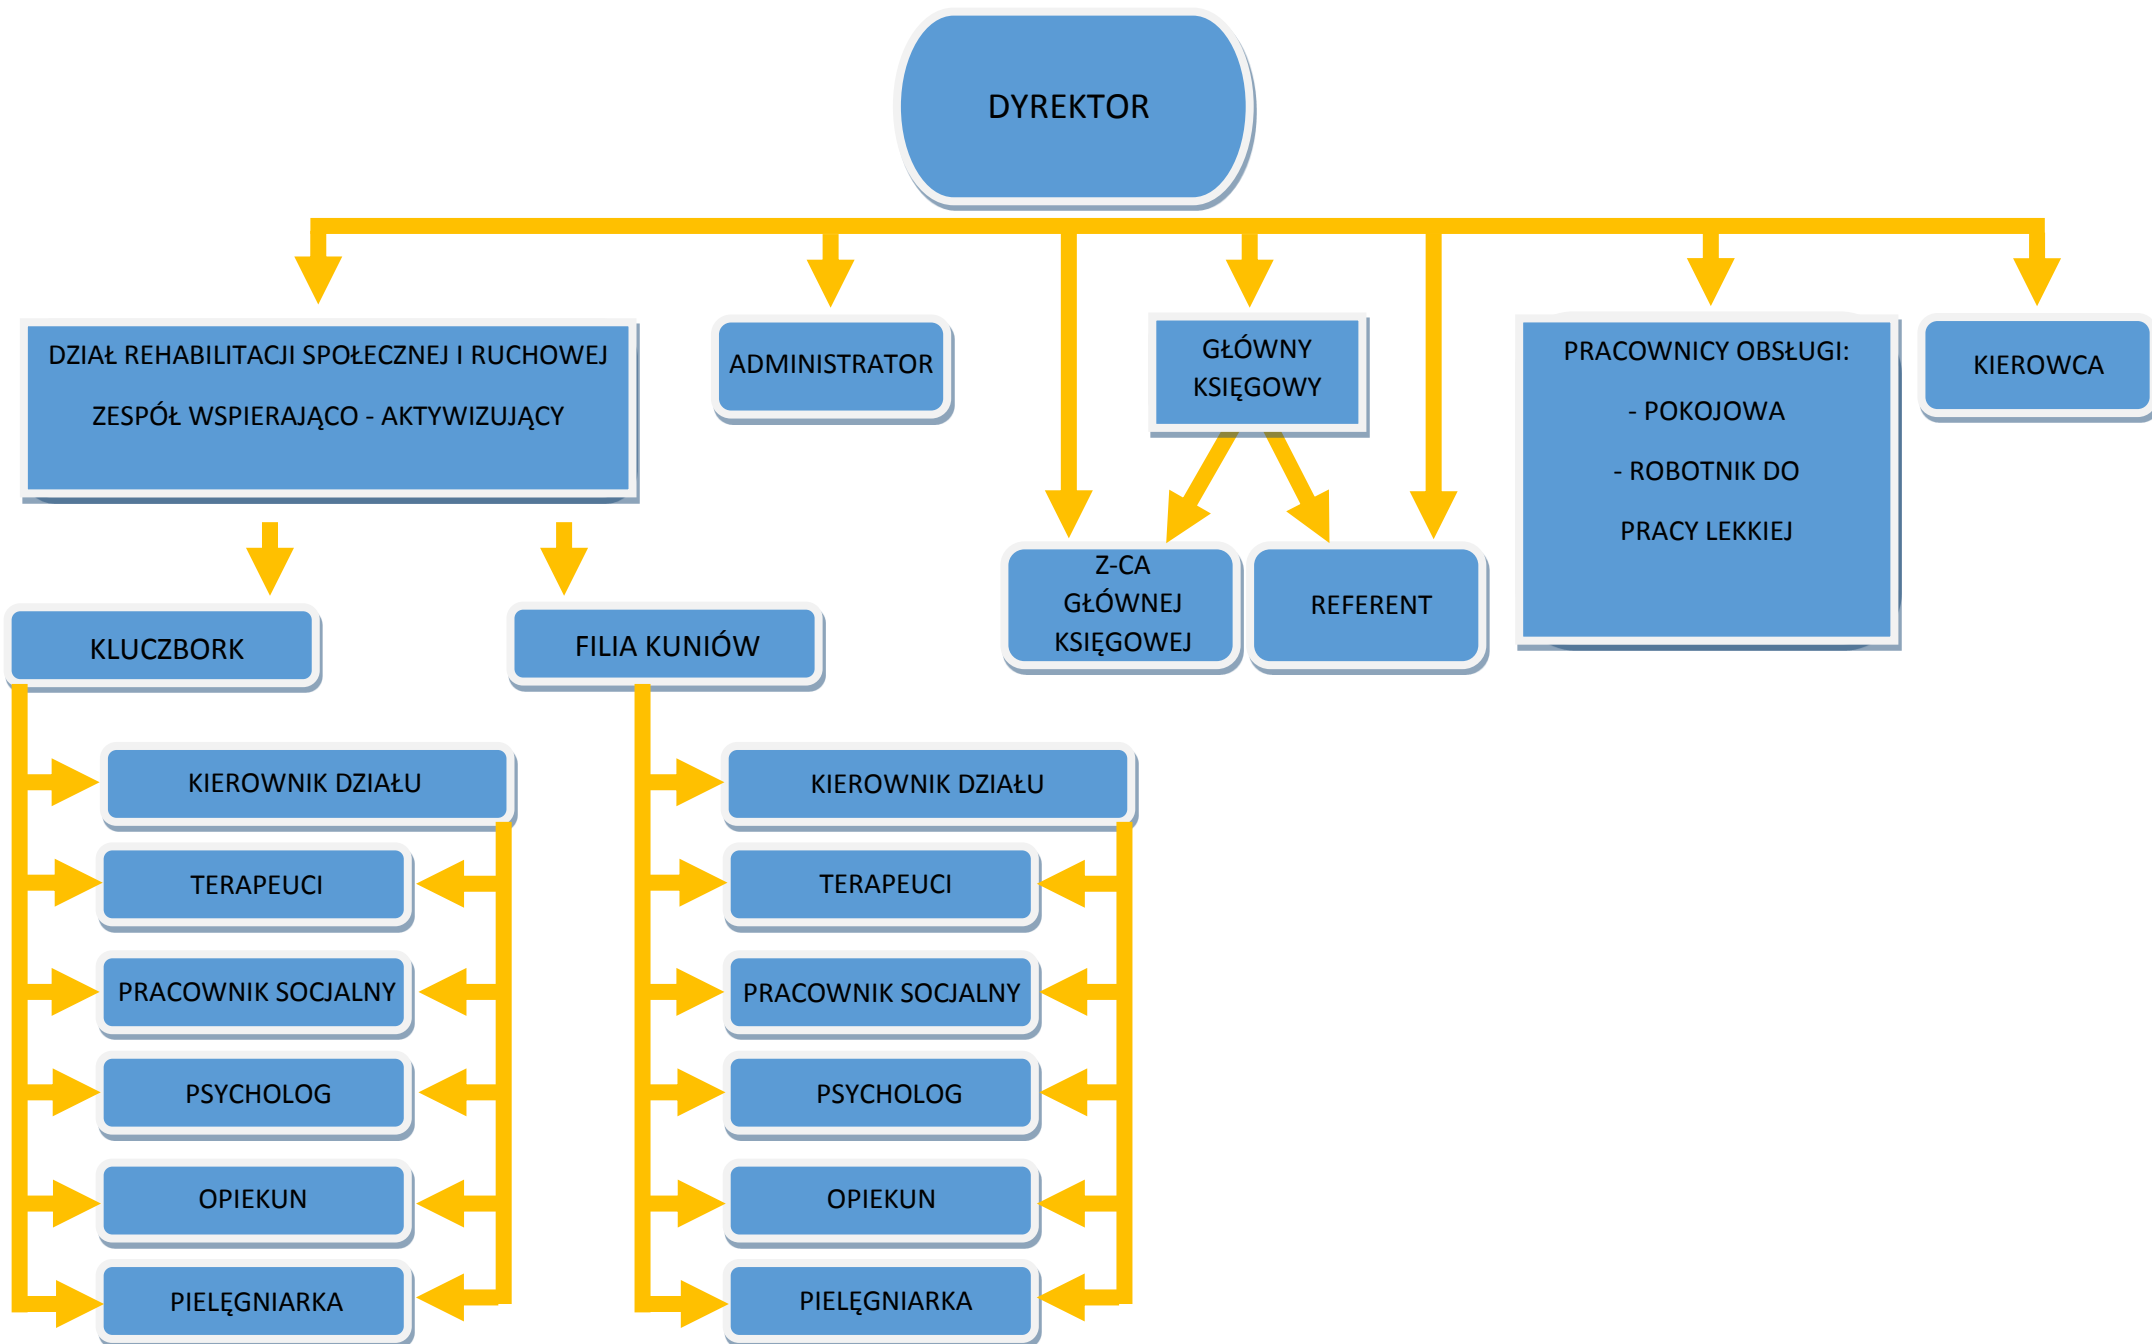 DYREKTOR
DZIAŁ REHABILITACJI SPOŁECZNEJ I RUCHOWEJ
ZESPÓŁ WSPIERAJĄCO - AKTYWIZUJĄCY
ADMINISTRATOR
GŁÓWNY
KSIĘGOWY
PRACOWNICY OBSŁUGI:
- POKOJOWA
- ROBOTNIK DO
PRACY LEKKIEJ
KIEROWCA
Z-CA
GŁÓWNEJ
KSIĘGOWEJ
REFERENT
KLUCZBORK
FILIA KUNIÓW
KIEROWNIK DZIAŁU
TERAPEUCI
PRACOWNIK SOCJALNY
PSYCHOLOG
OPIEKUN
PIELĘGNIARKA
KIEROWNIK DZIAŁU
TERAPEUCI
PRACOWNIK SOCJALNY
PSYCHOLOG
OPIEKUN
PIELĘGNIARKA